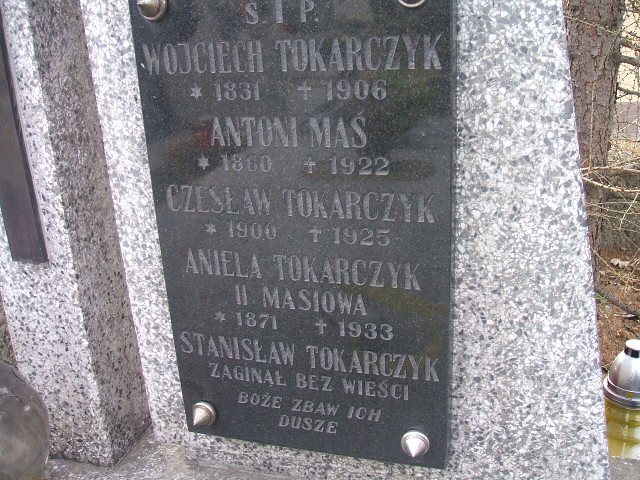 Ś. I P.
WOJCIECH TOKARCZYK
* 1831 + 1906
ANTONI MAŚ
* 1860 + 1922
CZESŁAW TOKARCZYK
* 1900 + 1925
ANIELA TOKARCZYK
II MASIOWA
* 1871 + 1933
STANISŁAW TOKARCZYK
ZAGINĄŁ BEZ WIEŚCI
BOŻE ZBAW ICH
DUSZE